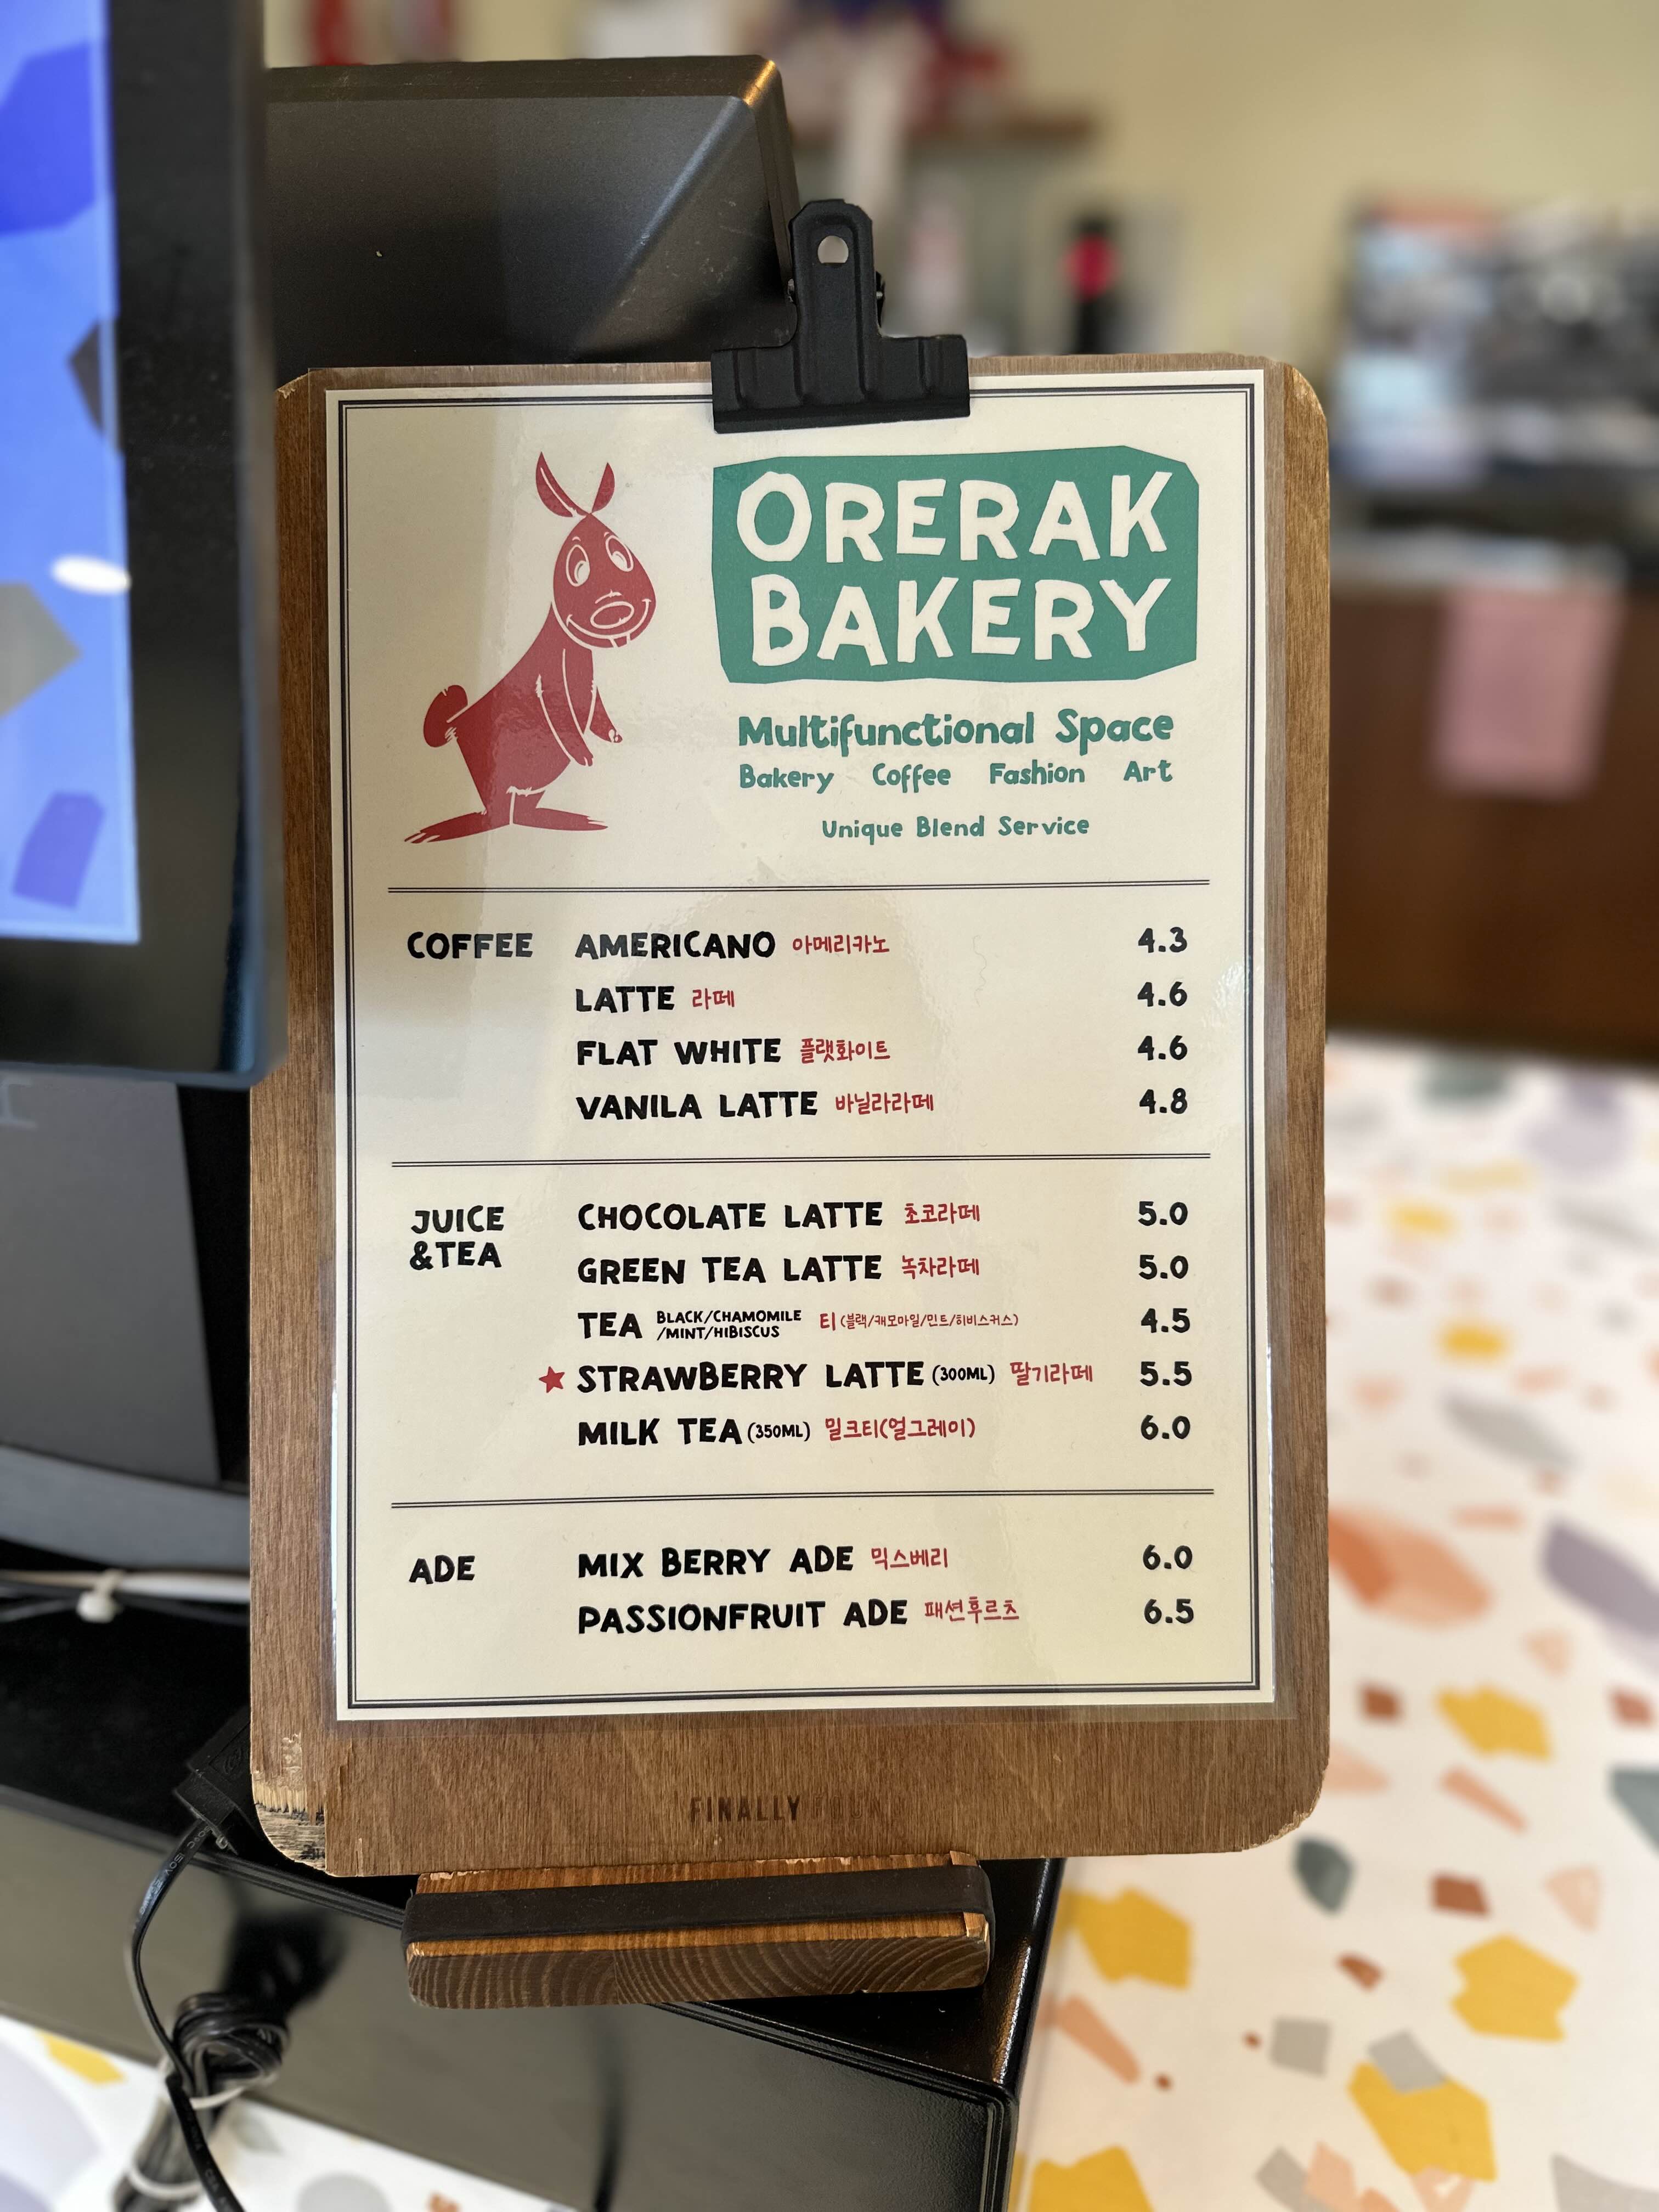 ORERAK
BAKERY
Multifunctional Space
Bakery Coffee Fashion Art
Unique Blend Service
COFFEE AMERICANO 아메리카노 4.3
LATTE 라떼 4.6
FLAT WHITE 플랫화이트 4.6
VANILA LATTE 바닐라라떼 4.8
JUICE
&TEA
CHOCOLATE LATTE 초코라떼 5.0
GREEN TEA LATTE 녹차라떼 5.0
TEA BLACK/CHAMOMILE
/MINT/HIBISCUS 티(블랙/캐모마일/민트/히비스커스) 4.5
★ STRAWBERRY LATTE (300ML) 딸기라떼 5.5
MILK TEA (350ML) 밀크티(얼그레이) 6.0
ADE MIX BERRY ADE 믹스베리 6.0
PASSIONFRUIT ADE 패션후르츠 6.5
FINALLY